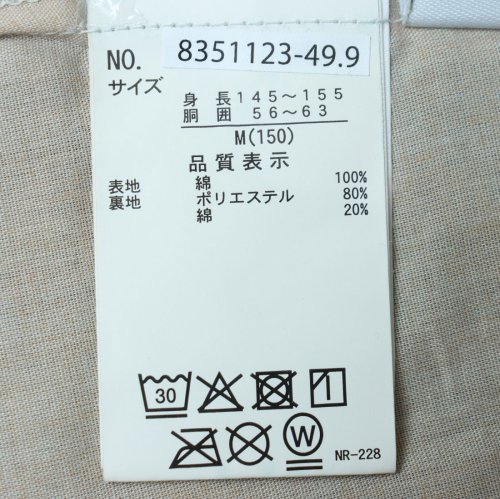 NO. 8351123-49.9
サイズ
身 長 145～155
胴 囲 56～63
M(150)
品質表示
表地 綿 100%
裏地 ポリエステル 80%
綿 20%
30
W
NR-228